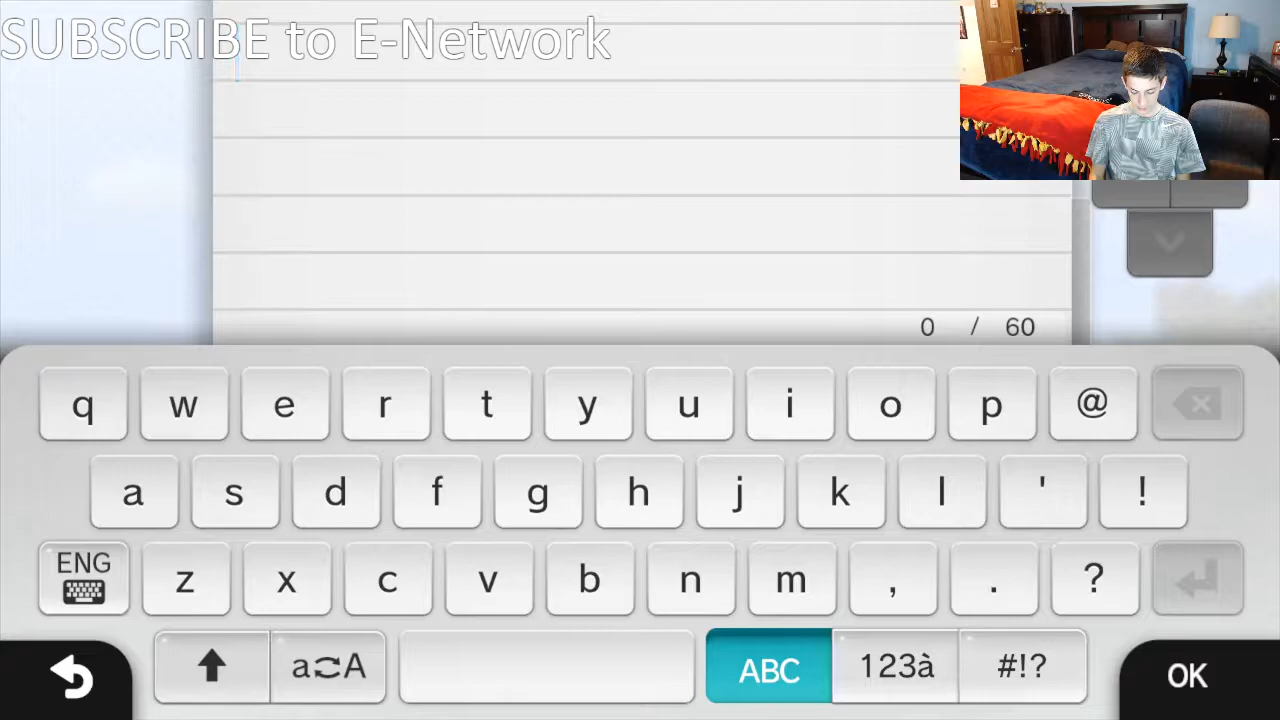 SUBSCRIBE to E-Network
0 / 60
q w e r t y u i o p @
a s d f g h j k l ' !
ENG z x c v b n m , . ?
a A ABC 123à #!? OK